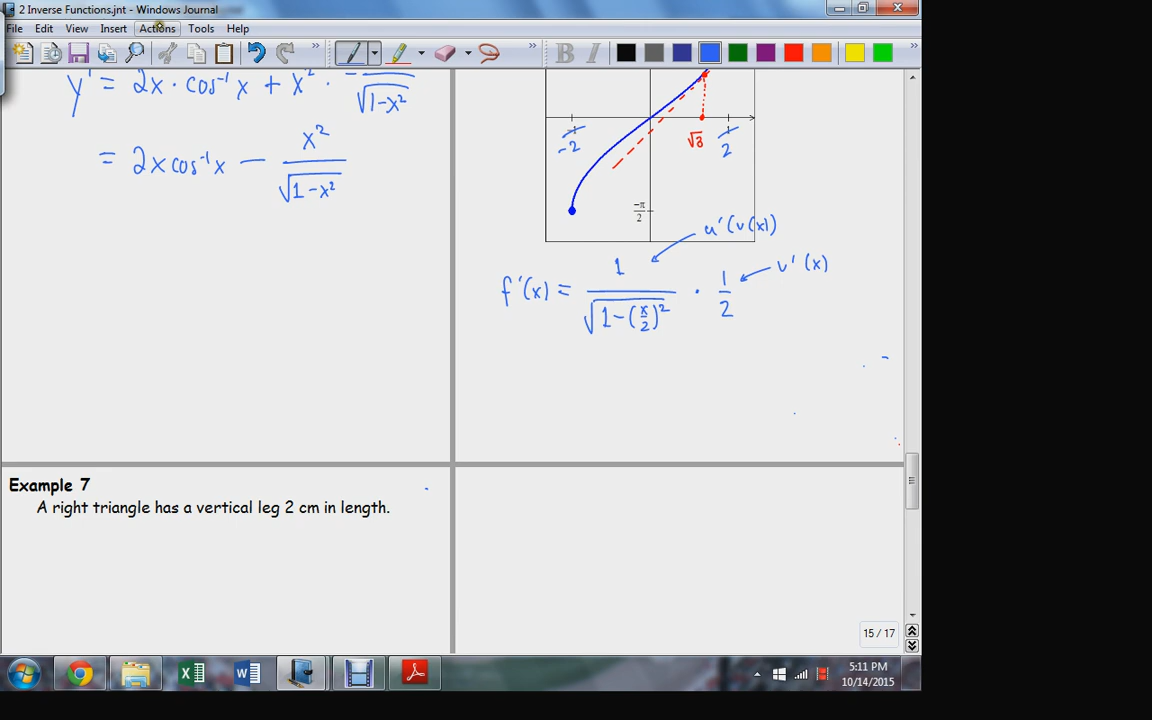 2 Inverse Functions.jnt - Windows Journal
File Edit View Insert Actions Tools Help
B I
y' = 2x · cos⁻¹ x + x² · - / √1-x²
= 2x cos⁻¹x - x² / √1-x²
-2 √3 2
-π/2
u'(v(x))
v'(x)
f'(x) = 1 / √1-(x/2)² · 1/2
Example 7
A right triangle has a vertical leg 2 cm in length.
15 / 17
5:11 PM
10/14/2015